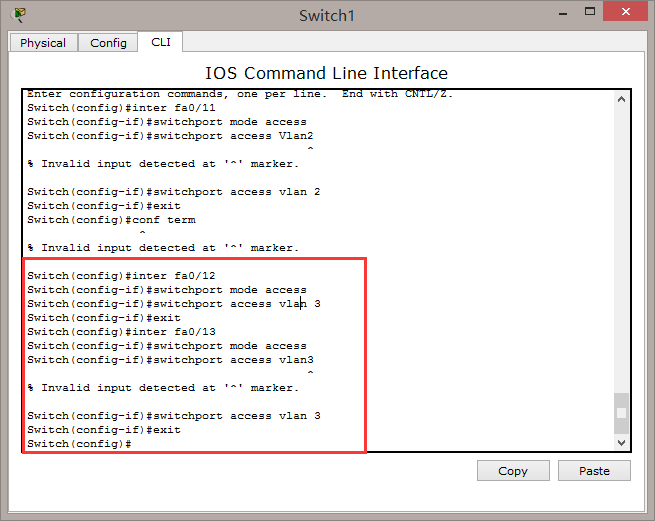 Switch1
Physical Config CLI
IOS Command Line Interface
Enter configuration commands, one per line.  End with CNTL/Z.
Switch(config)#inter fa0/11
Switch(config-if)#switchport mode access
Switch(config-if)#switchport access Vlan2
^
% Invalid input detected at '^' marker.
Switch(config-if)#switchport access vlan 2
Switch(config-if)#exit
Switch(config)#conf term
^
% Invalid input detected at '^' marker.
Switch(config)#inter fa0/12
Switch(config-if)#switchport mode access
Switch(config-if)#switchport access vlan 3
Switch(config-if)#exit
Switch(config)#inter fa0/13
Switch(config-if)#switchport mode access
Switch(config-if)#switchport access vlan3
^
% Invalid input detected at '^' marker.
Switch(config-if)#switchport access vlan 3
Switch(config-if)#exit
Switch(config)#
Copy Paste